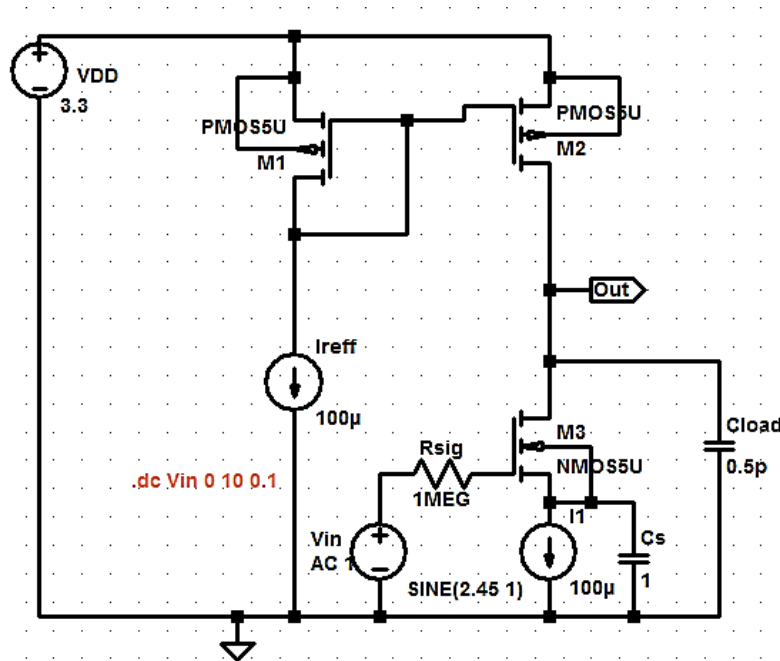 VDD
3.3
PMOS5U
M1
PMOS5U
M2
Out
Ireff
100µ
.dc Vin 0 10 0.1
Rsig
1MEG
M3
NMOS5U
Cload
0.5p
Vin
AC 1
SINE(2.45 1)
I1
100µ
Cs
1